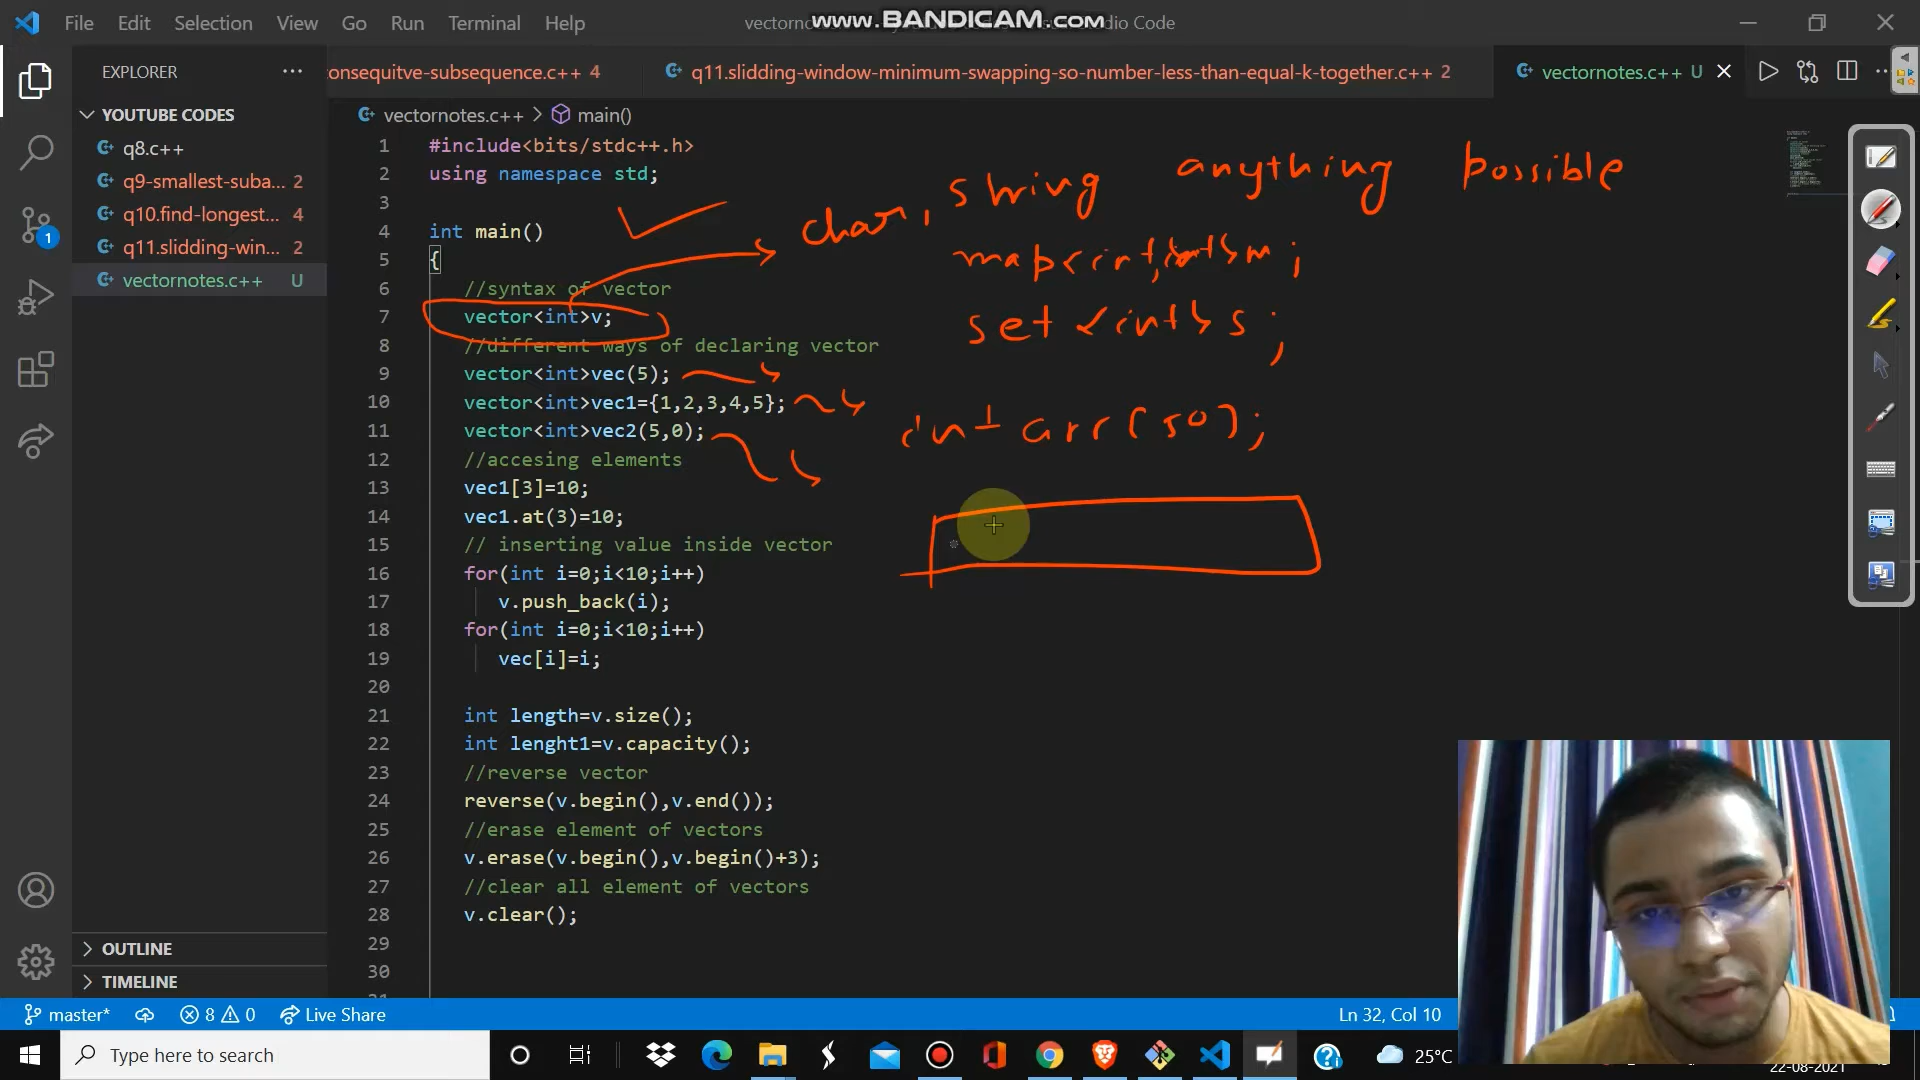 File Edit Selection View Go Run Terminal Help
www.BANDICAM.com
EXPLORER
onsequitve-subsequence.c++ 4
q11.slidding-window-minimum-swapping-so-number-less-than-equal-k-together.c++ 2
vectornotes.c++ U
YOUTUBE CODES
q8.c++
q9-smallest-suba... 2
q10.find-longest... 4
q11.slidding-win... 2
vectornotes.c++ U
1
OUTLINE
TIMELINE
vectornotes.c++ > main()
1 #include<bits/stdc++.h>
2 using namespace std;
3
4 int main()
5 {
6 //syntax of vector
7 vector<int>v;
8 //different ways of declaring vector
9 vector<int>vec(5);
10 vector<int>vec1={1,2,3,4,5};
11 vector<int>vec2(5,0);
12 //accesing elements
13 vec1[3]=10;
14 vec1.at(3)=10;
15 // inserting value inside vector
16 for(int i=0;i<10;i++)
17 v.push_back(i);
18 for(int i=0;i<10;i++)
19 vec[i]=i;
20
21 int length=v.size();
22 int lenght1=v.capacity();
23 //reverse vector
24 reverse(v.begin(),v.end());
25 //erase element of vectors
26 v.erase(v.begin(),v.begin()+3);
27 //clear all element of vectors
28 v.clear();
29
30
char, string anything possible
map<int,int>m;
set<int>s;
int arr[50];
master* 8 0 Live Share
Ln 32, Col 10
Type here to search
25°C
22-08-2021